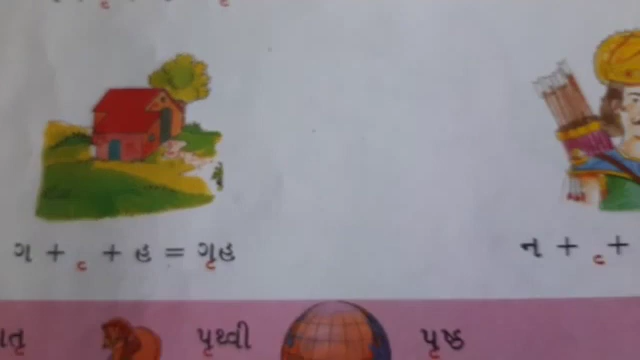 ગ + ૃ + હ = ગૃહ
ન + ૃ +
પૃથ્વી પૃષ્ઠ